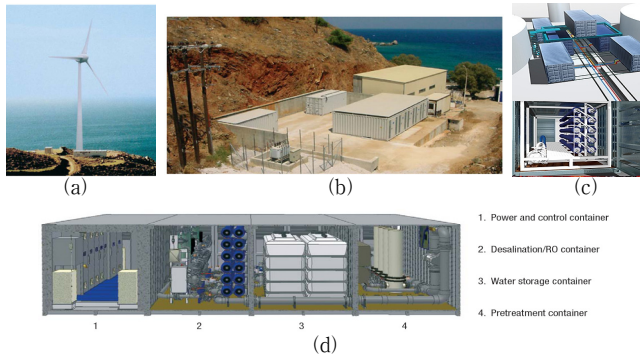 (a)
(b)
(c)
1. Power and control container
2. Desalination/RO container
3. Water storage container
4. Pretreatment container
1 2 3 4
(d)